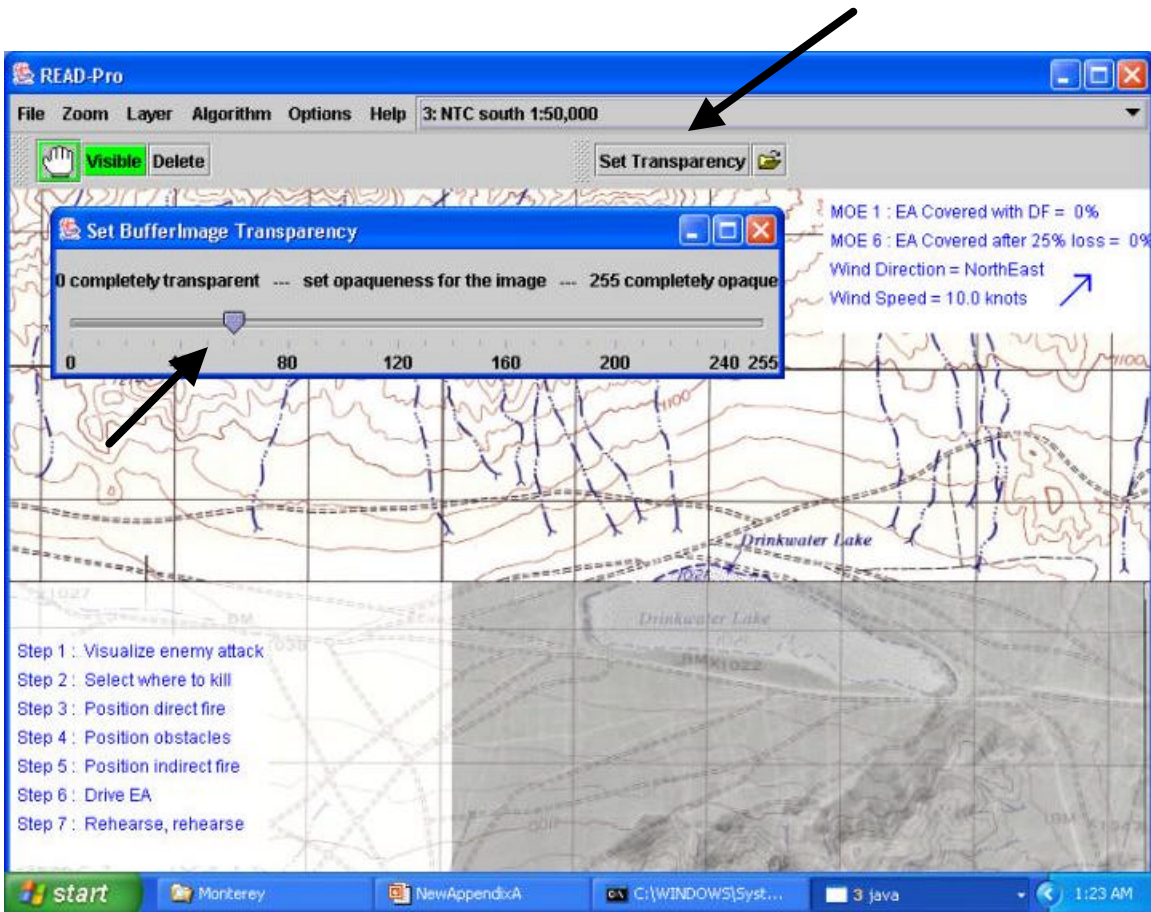 READ-Pro
File Zoom Layer Algorithm Options Help 3: NTC south 1:50,000
Visible Delete Set Transparency
MOE 1 : EA Covered with DF = 0%
MOE 6 : EA Covered after 25% loss = 0%
Wind Direction = NorthEast
Wind Speed = 10.0 knots
Set BufferImage Transparency
0 completely transparent --- set opaqueness for the image --- 255 completely opaque
0 80 120 160 200 240 255
1100
1100
Drinkwater Lake
Drinkwater Lake
BMX1022
BM
Step 1 : Visualize enemy attack
Step 2 : Select where to kill
Step 3 : Position direct fire
Step 4 : Position obstacles
Step 5 : Position indirect fire
Step 6 : Drive EA
Step 7 : Rehearse, rehearse
start Monterey NewAppendixA C:\WINDOWS\Syst... 3 java 1:23 AM